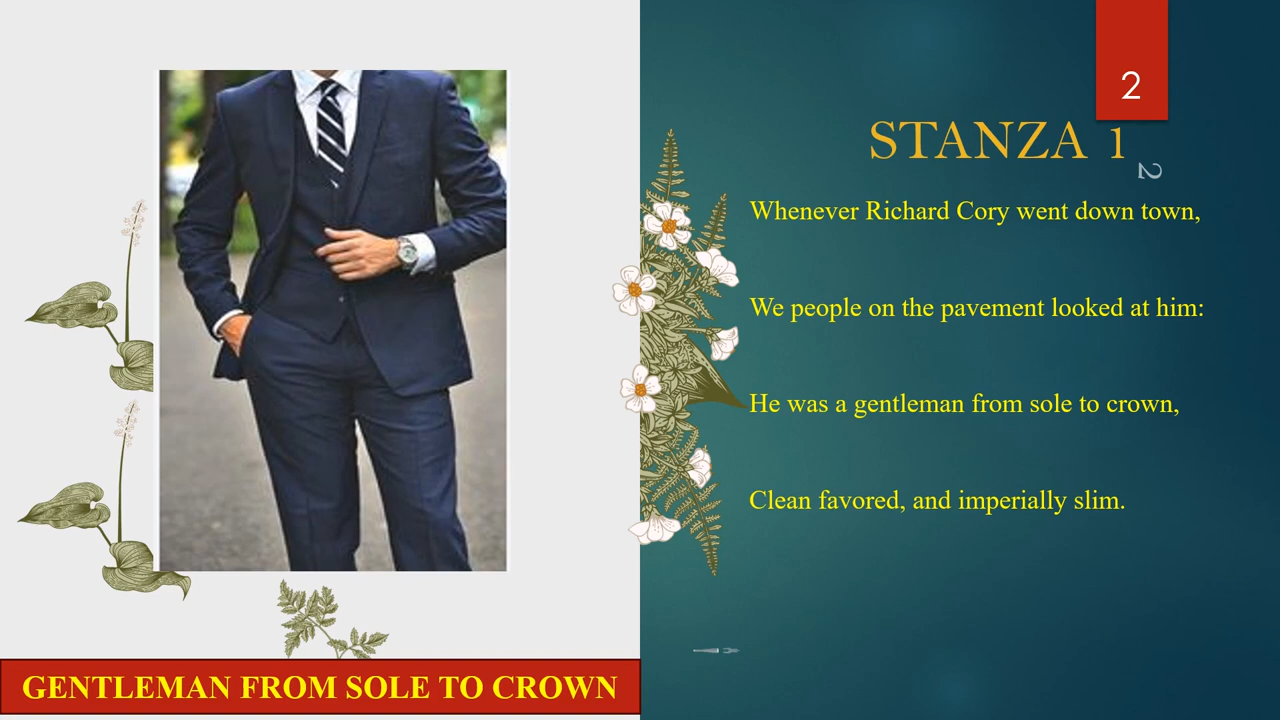 2
STANZA 1
2
Whenever Richard Cory went down town,
We people on the pavement looked at him:
He was a gentleman from sole to crown,
Clean favored, and imperially slim.
GENTLEMAN FROM SOLE TO CROWN